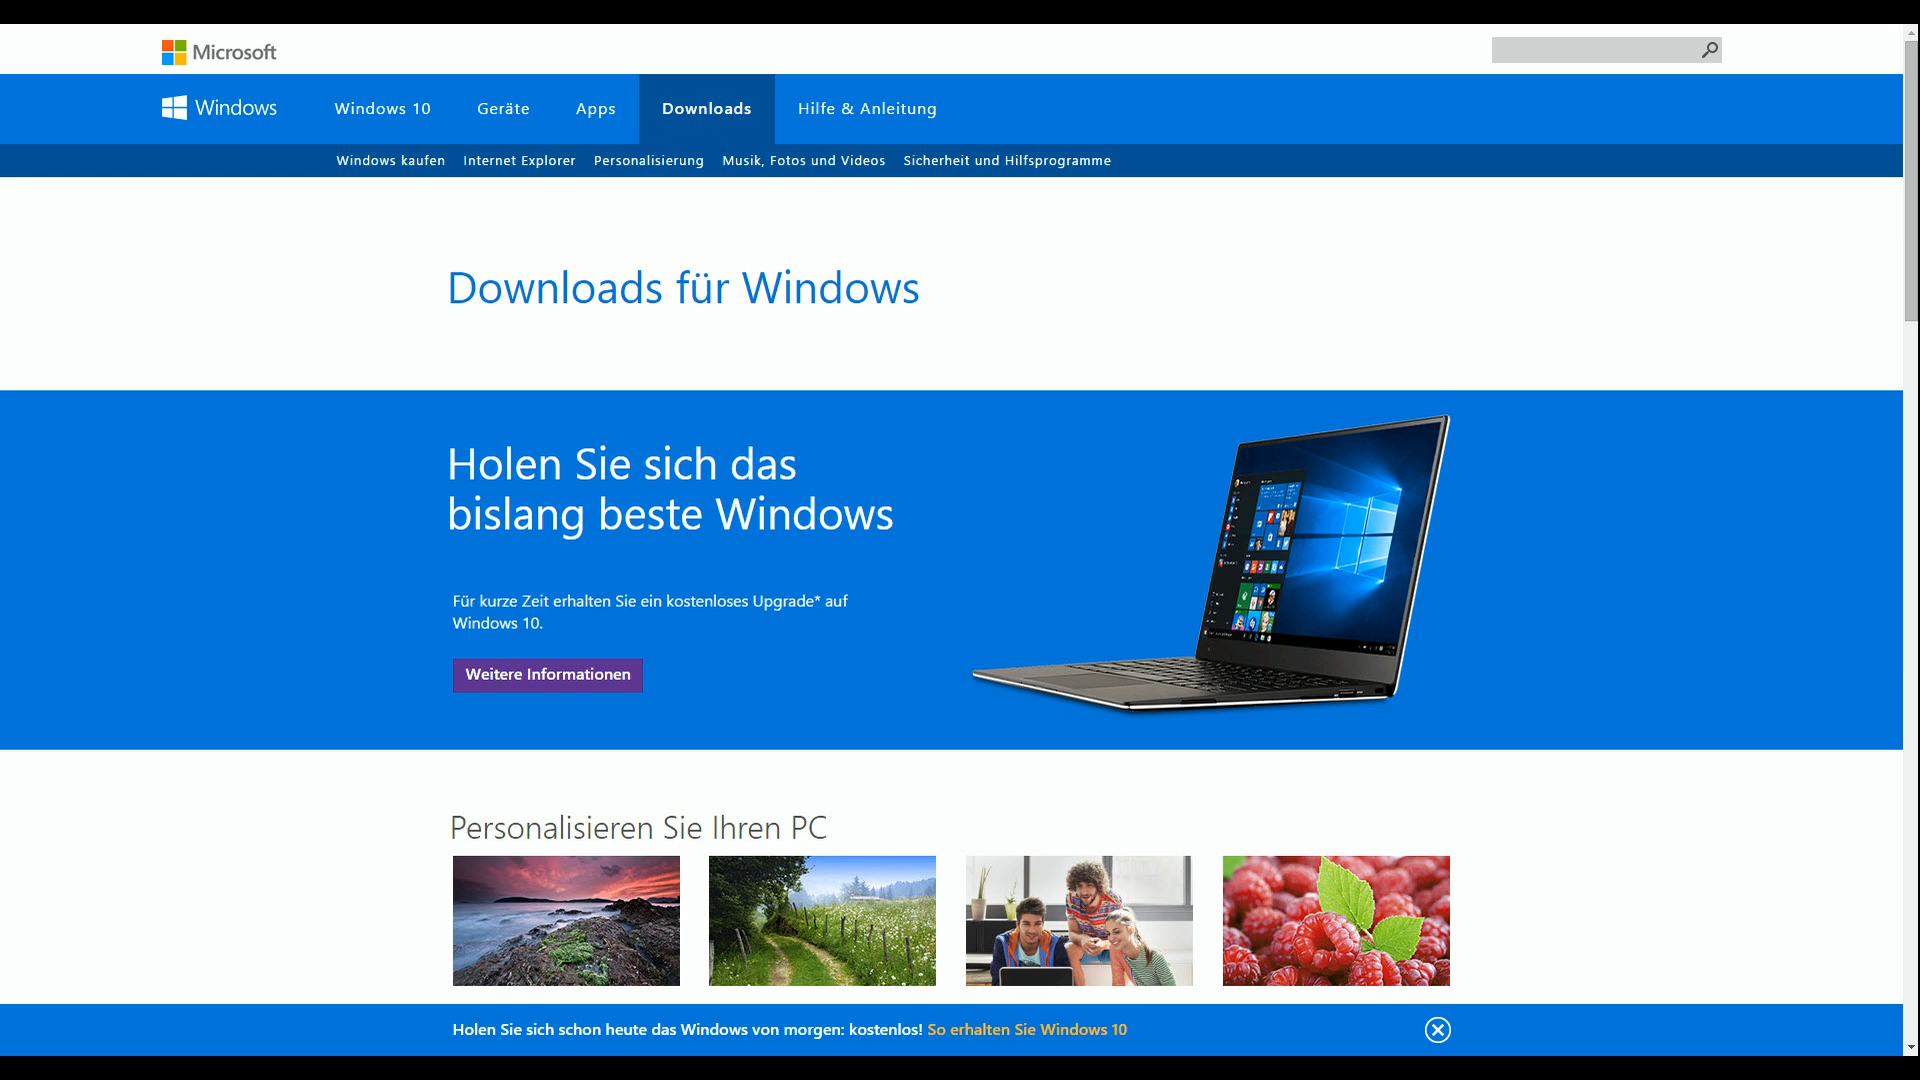 Microsoft
Windows
Windows 10
Geräte
Apps
Downloads
Hilfe & Anleitung
Windows kaufen
Internet Explorer
Personalisierung
Musik, Fotos und Videos
Sicherheit und Hilfsprogramme
Downloads für Windows
Holen Sie sich das
bislang beste Windows
Für kurze Zeit erhalten Sie ein kostenloses Upgrade* auf
Windows 10.
Weitere Informationen
Personalisieren Sie Ihren PC
Holen Sie sich schon heute das Windows von morgen: kostenlos! So erhalten Sie Windows 10